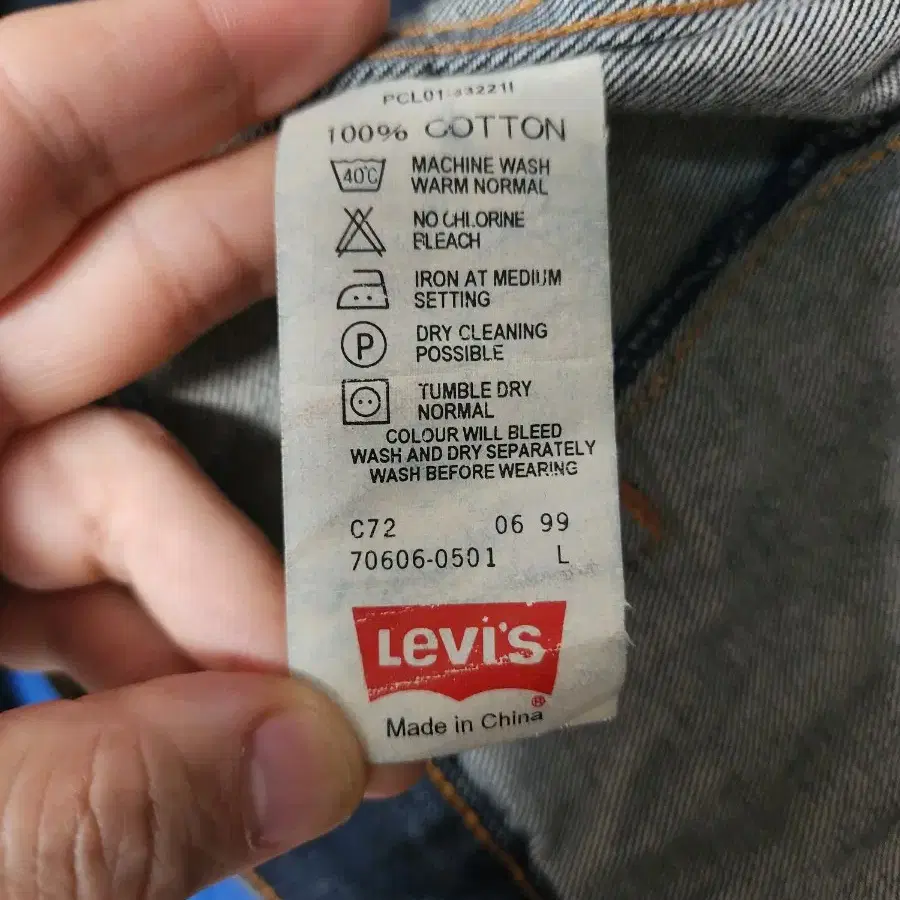 100% COTTON
40°C MACHINE WASH
WARM NORMAL
NO CHLORINE
BLEACH
IRON AT MEDIUM
SETTING
P DRY CLEANING
POSSIBLE
TUMBLE DRY
NORMAL
COLOUR WILL BLEED
WASH AND DRY SEPARATELY
WASH BEFORE WEARING
C72 06 99
70606-0501 L
LEVI'S
®
Made in China